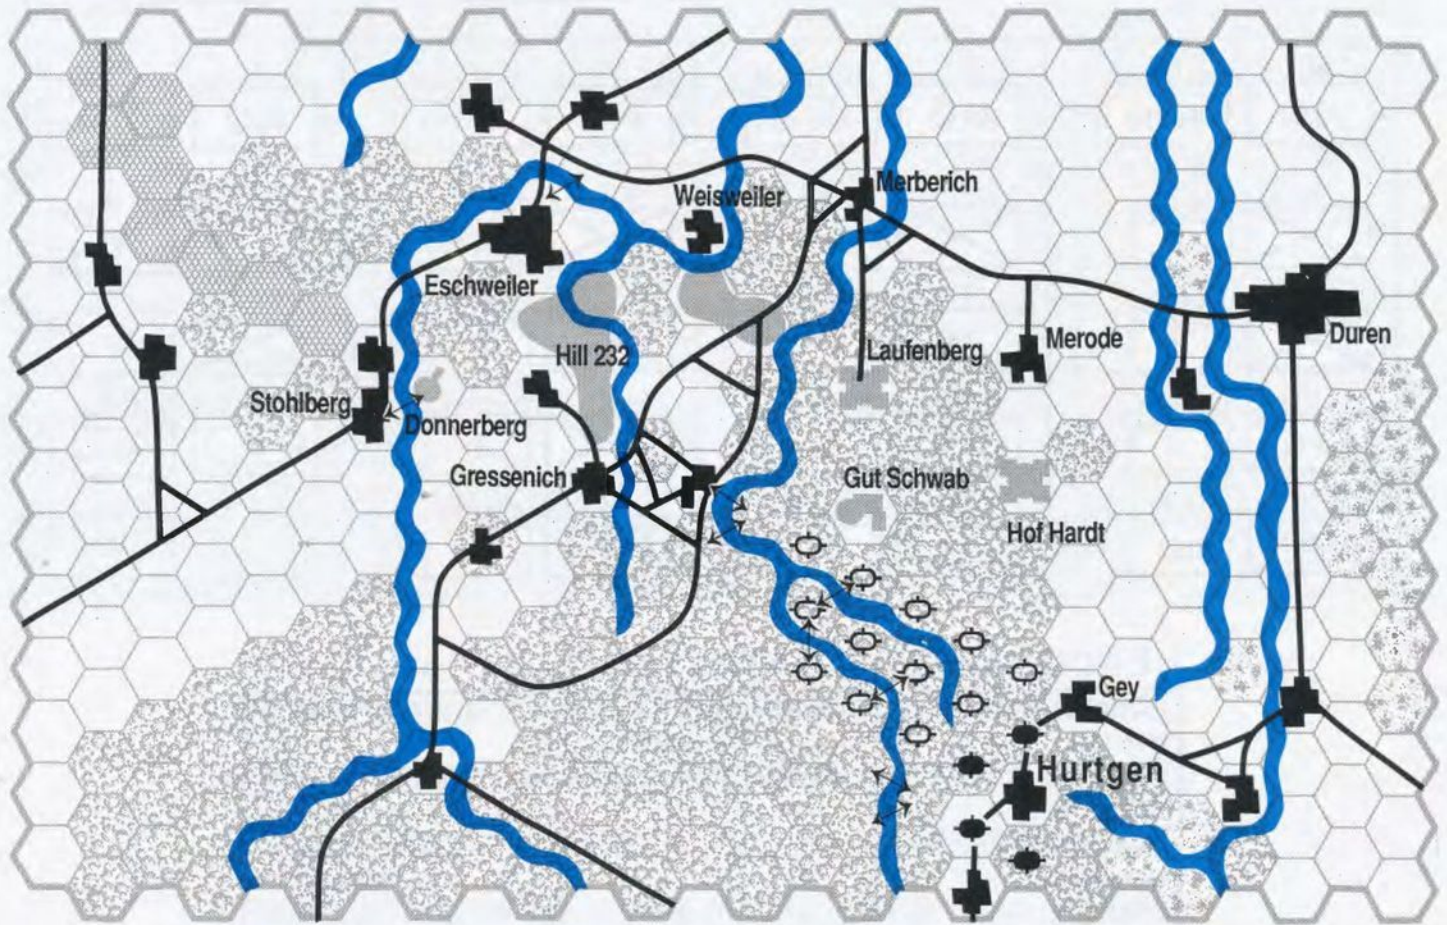 Weisweiler
Merberich
Eschweiler
Duren
Hill 232
Laufenberg
Merode
Stohlberg
Donnerberg
Gressenich
Gut Schwab
Hof Hardt
Gey
Hurtgen